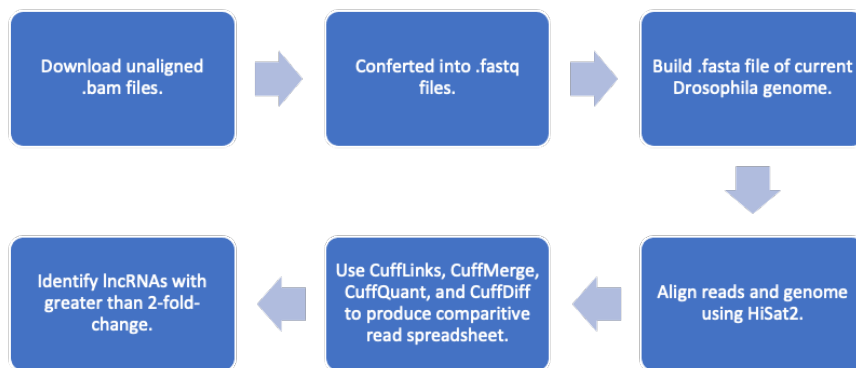 Download unaligned
.bam files.
Conferted into .fastq
files.
Build .fasta file of current
Drosophila genome.
Align reads and genome
using HiSat2.
Use CuffLinks, CuffMerge,
CuffQuant, and CuffDiff
to produce comparitive
read spreadsheet.
Identify lncRNAs with
greater than 2-fold-
change.